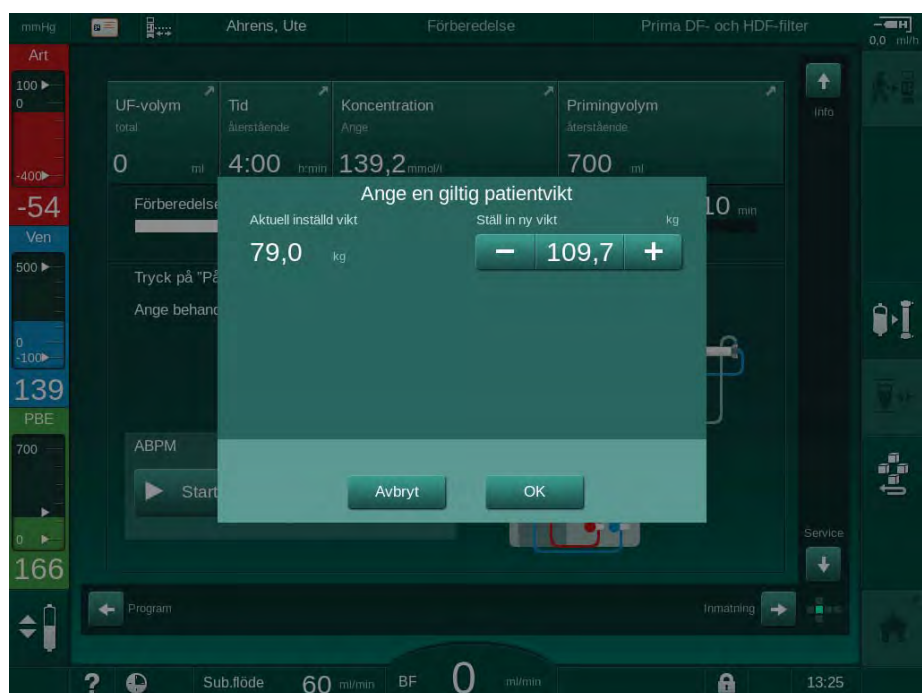 mmHg
Ahrens, Ute
Förberedelse
Prima DF- och HDF-filter
H
0,0 ml/h
Art
100
0
-400
-54
Ven
500
0
-100
139
PBE
700
0
166
UF-volym
total
0 ml
Tid
återstående
4:00 h:min
Koncentration
Ange
139,2 mmol/l
Primingvolym
återstående
700 ml
Info
Förberedelse
10 min
Tryck på "På
Ange behand
Ange en giltig patientvikt
Aktuell inställd vikt
79,0 kg
Ställ in ny vikt kg
− 109,7 +
Avbryt
OK
ABPM
Start
Service
Program
Inmatning
? Sub.flöde 60 ml/min BF 0 ml/min 13:25